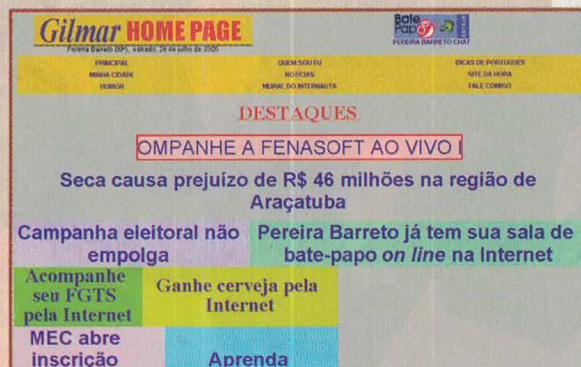 Gilmar HOME PAGE
Bate Papo
PEREIRA BARRETO CHAT
Pereira Barreto (SP), sábado, 29 de julho de 2000
PRINCIPAL QUEM SOU EU DICAS DE PORTUGUÊS
MINHA CIDADE NOTÍCIAS SITE DA HORA
HUMOR MURAL DO INTERNAUTA FALE COMIGO
DESTAQUES
OMPANHE A FENASOFT AO VIVO
Seca causa prejuízo de R$ 46 milhões na região de
Araçatuba
Campanha eleitoral não
empolga
Pereira Barreto já tem sua sala de
bate-papo on line na Internet
Acompanhe
seu FGTS
pela Internet
Ganhe cerveja pela
Internet
MEC abre
inscrição
Aprenda